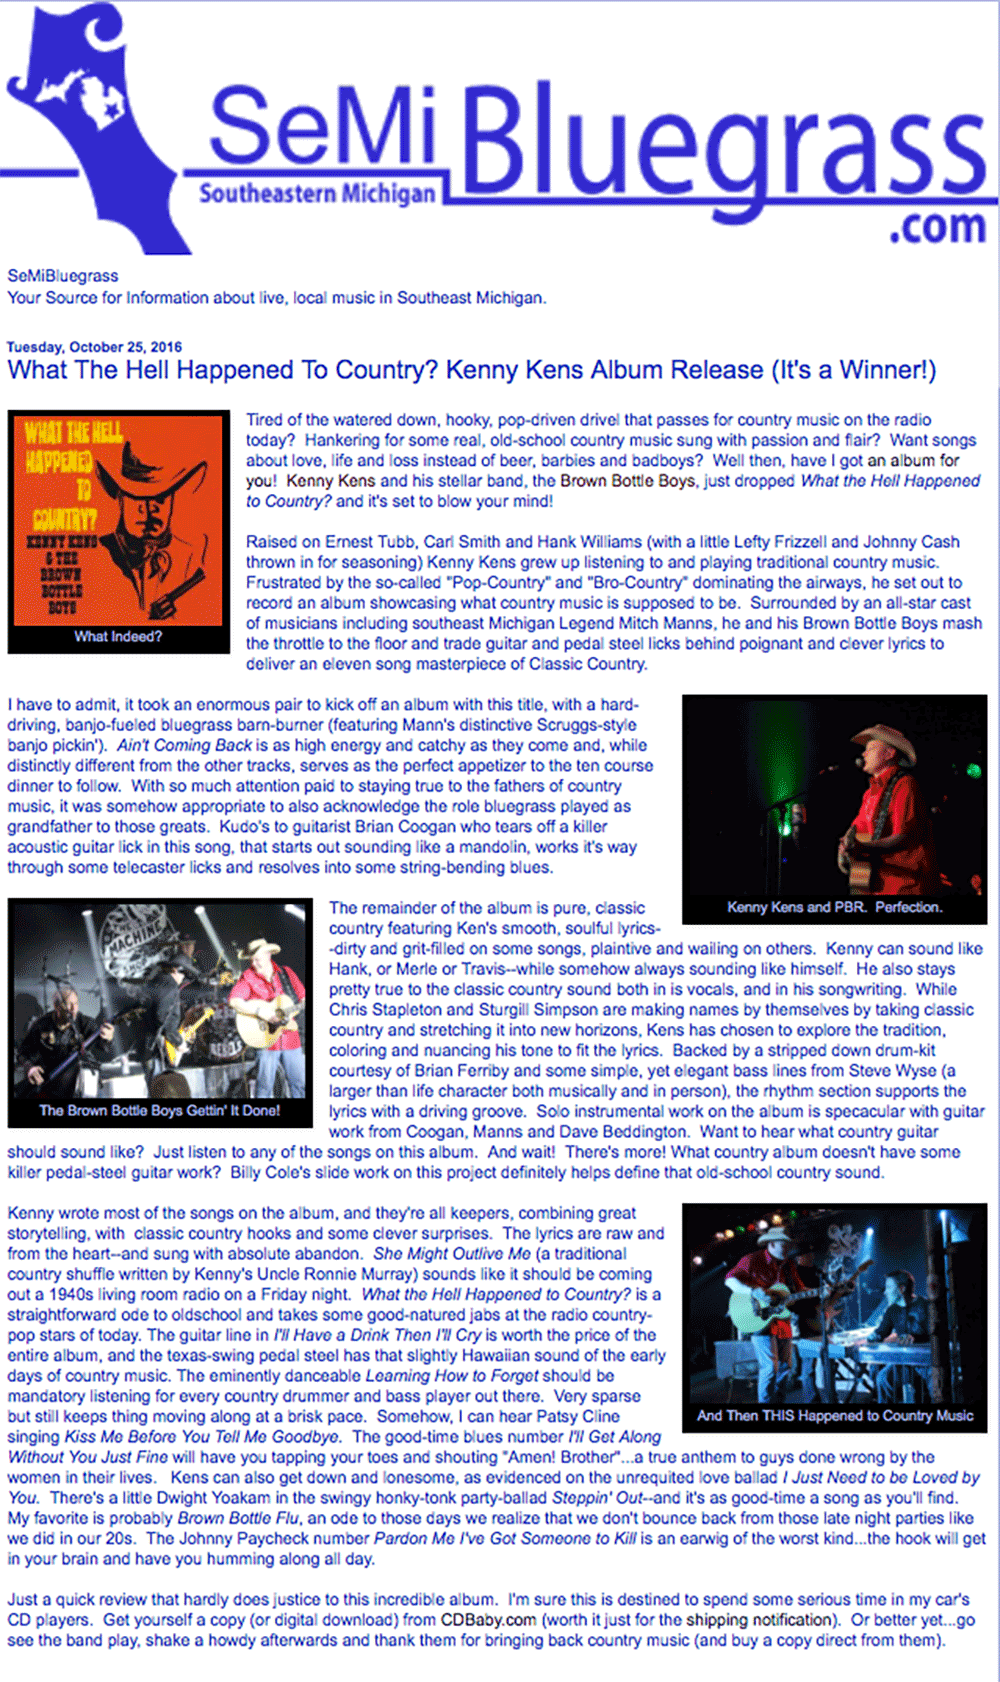 SeMi Bluegrass
Southeastern Michigan
.com
SeMiBluegrass
Your Source for Information about live, local music in Southeast Michigan.
Tuesday, October 25, 2016
What The Hell Happened To Country? Kenny Kens Album Release (It's a Winner!)
WHAT THE HELL
HAPPENED
TO
COUNTRY?
KENNY KENS
& THE
BROWN
BOTTLE
BOYS
What Indeed?
Tired of the watered down, hooky, pop-driven drivel that passes for country music on the radio
today?  Hankering for some real, old-school country music sung with passion and flair?  Want songs
about love, life and loss instead of beer, barbies and badboys?  Well then, have I got an album for
you!  Kenny Kens and his stellar band, the Brown Bottle Boys, just dropped What the Hell Happened
to Country? and it's set to blow your mind!
Raised on Ernest Tubb, Carl Smith and Hank Williams (with a little Lefty Frizzell and Johnny Cash
thrown in for seasoning) Kenny Kens grew up listening to and playing traditional country music.
Frustrated by the so-called "Pop-Country" and "Bro-Country" dominating the airways, he set out to
record an album showcasing what country music is supposed to be.  Surrounded by an all-star cast
of musicians including southeast Michigan Legend Mitch Manns, he and his Brown Bottle Boys mash
the throttle to the floor and trade guitar and pedal steel licks behind poignant and clever lyrics to
deliver an eleven song masterpiece of Classic Country.
I have to admit, it took an enormous pair to kick off an album with this title, with a hard-
driving, banjo-fueled bluegrass barn-burner (featuring Mann's distinctive Scruggs-style
banjo pickin').  Ain't Coming Back is as high energy and catchy as they come and, while
distinctly different from the other tracks, serves as the perfect appetizer to the ten course
dinner to follow.  With so much attention paid to staying true to the fathers of country
music, it was somehow appropriate to also acknowledge the role bluegrass played as
grandfather to those greats.  Kudo's to guitarist Brian Coogan who tears off a killer
acoustic guitar lick in this song, that starts out sounding like a mandolin, works it's way
through some telecaster licks and resolves into some string-bending blues.
Kenny Kens and PBR.  Perfection.
MACHINE
REBELS
The Brown Bottle Boys Gettin' It Done!
The remainder of the album is pure, classic
country featuring Ken's smooth, soulful lyrics-
-dirty and grit-filled on some songs, plaintive and wailing on others.  Kenny can sound like
Hank, or Merle or Travis--while somehow always sounding like himself.  He also stays
pretty true to the classic country sound both in is vocals, and in his songwriting.  While
Chris Stapleton and Sturgill Simpson are making names by themselves by taking classic
country and stretching it into new horizons, Kens has chosen to explore the tradition,
coloring and nuancing his tone to fit the lyrics.  Backed by a stripped down drum-kit
courtesy of Brian Ferriby and some simple, yet elegant bass lines from Steve Wyse (a
larger than life character both musically and in person), the rhythm section supports the
lyrics with a driving groove.  Solo instrumental work on the album is specacular with guitar
work from Coogan, Manns and Dave Beddington.  Want to hear what country guitar
should sound like?  Just listen to any of the songs on this album.  And wait!  There's more! What country album doesn't have some
killer pedal-steel guitar work?  Billy Cole's slide work on this project definitely helps define that old-school country sound.
Kenny wrote most of the songs on the album, and they're all keepers, combining great
storytelling, with  classic country hooks and some clever surprises.  The lyrics are raw and
from the heart--and sung with absolute abandon.  She Might Outlive Me (a traditional
country shuffle written by Kenny's Uncle Ronnie Murray) sounds like it should be coming
out a 1940s living room radio on a Friday night.  What the Hell Happened to Country? is a
straightforward ode to oldschool and takes some good-natured jabs at the radio country-
pop stars of today. The guitar line in I'll Have a Drink Then I'll Cry is worth the price of the
entire album, and the texas-swing pedal steel has that slightly Hawaiian sound of the early
days of country music. The eminently danceable Learning How to Forget should be
mandatory listening for every country drummer and bass player out there.  Very sparse
but still keeps thing moving along at a brisk pace.  Somehow, I can hear Patsy Cline
singing Kiss Me Before You Tell Me Goodbye.  The good-time blues number I'll Get Along
Without You Just Fine will have you tapping your toes and shouting "Amen! Brother"...a true anthem to guys done wrong by the
women in their lives.   Kens can also get down and lonesome, as evidenced on the unrequited love ballad I Just Need to be Loved by
You.  There's a little Dwight Yoakam in the swingy honky-tonk party-ballad Steppin' Out--and it's as good-time a song as you'll find.
My favorite is probably Brown Bottle Flu, an ode to those days we realize that we don't bounce back from those late night parties like
we did in our 20s.  The Johnny Paycheck number Pardon Me I've Got Someone to Kill is an earwig of the worst kind...the hook will get
in your brain and have you humming along all day.
And Then THIS Happened to Country Music
Just a quick review that hardly does justice to this incredible album.  I'm sure this is destined to spend some serious time in my car's
CD players.  Get yourself a copy (or digital download) from CDBaby.com (worth it just for the shipping notification).  Or better yet...go
see the band play, shake a howdy afterwards and thank them for bringing back country music (and buy a copy direct from them).